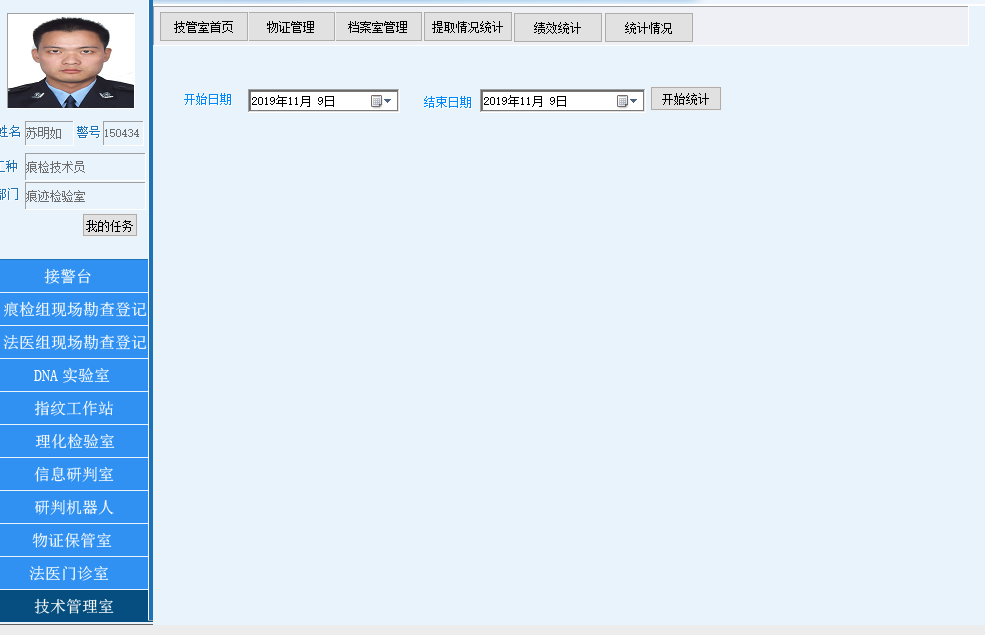 技管室首页 物证管理 档案室管理 提取情况统计 绩效统计 统计情况
开始日期 2019年11月 9日 结束日期 2019年11月 9日 开始统计
姓名 苏明如 警号 150434
工种 痕检技术员
部门 痕迹检验室
我的任务
接警台
痕检组现场勘查登记
法医组现场勘查登记
DNA 实验室
指纹工作站
理化检验室
信息研判室
研判机器人
物证保管室
法医门诊室
技术管理室